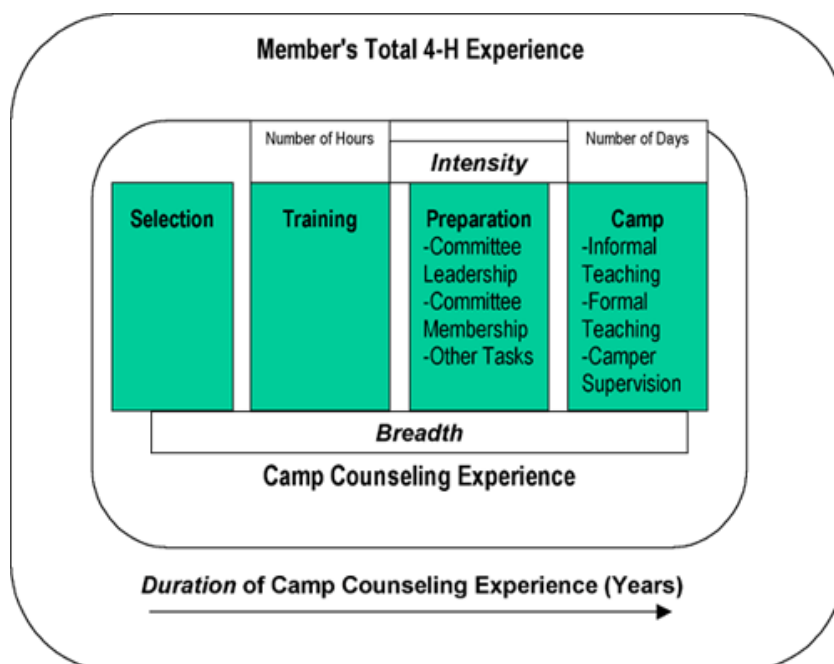 Member's Total 4-H Experience
Number of Hours
Number of Days
Intensity
Selection
Training
Preparation
-Committee
Leadership
-Committee
Membership
-Other Tasks
Camp
-Informal
Teaching
-Formal
Teaching
-Camper
Supervision
Breadth
Camp Counseling Experience
Duration of Camp Counseling Experience (Years)